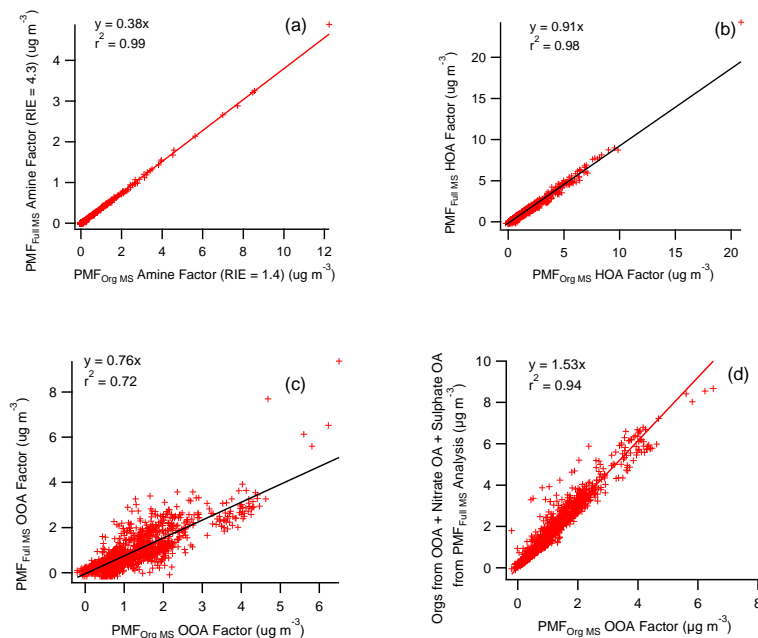 y = 0.38x
r² = 0.99
(a)
PMF_Full MS Amine Factor (RIE = 4.3) (ug m⁻³)
4
3
2
1
0
0 2 4 6 8 10 12
PMF_Org MS Amine Factor (RIE = 1.4) (ug m⁻³)
y = 0.91x
r² = 0.98
(b)
PMF_Full MS HOA Factor (ug m⁻³)
20
15
10
5
0
0 5 10 15 20
PMF_Org MS HOA Factor (ug m⁻³)
y = 0.76x
r² = 0.72
(c)
PMF_Full MS OOA Factor (ug m⁻³)
8
6
4
2
0
0 1 2 3 4 5 6
PMF_Org MS OOA Factor (ug m⁻³)
y = 1.53x
r² = 0.94
(d)
Orgs from OOA + Nitrate OA + Sulphate OA
from PMF_Full MS Analysis (µg m⁻³)
10
8
6
4
2
0
0 2 4 6 8
PMF_Org MS OOA Factor (µg m⁻³)